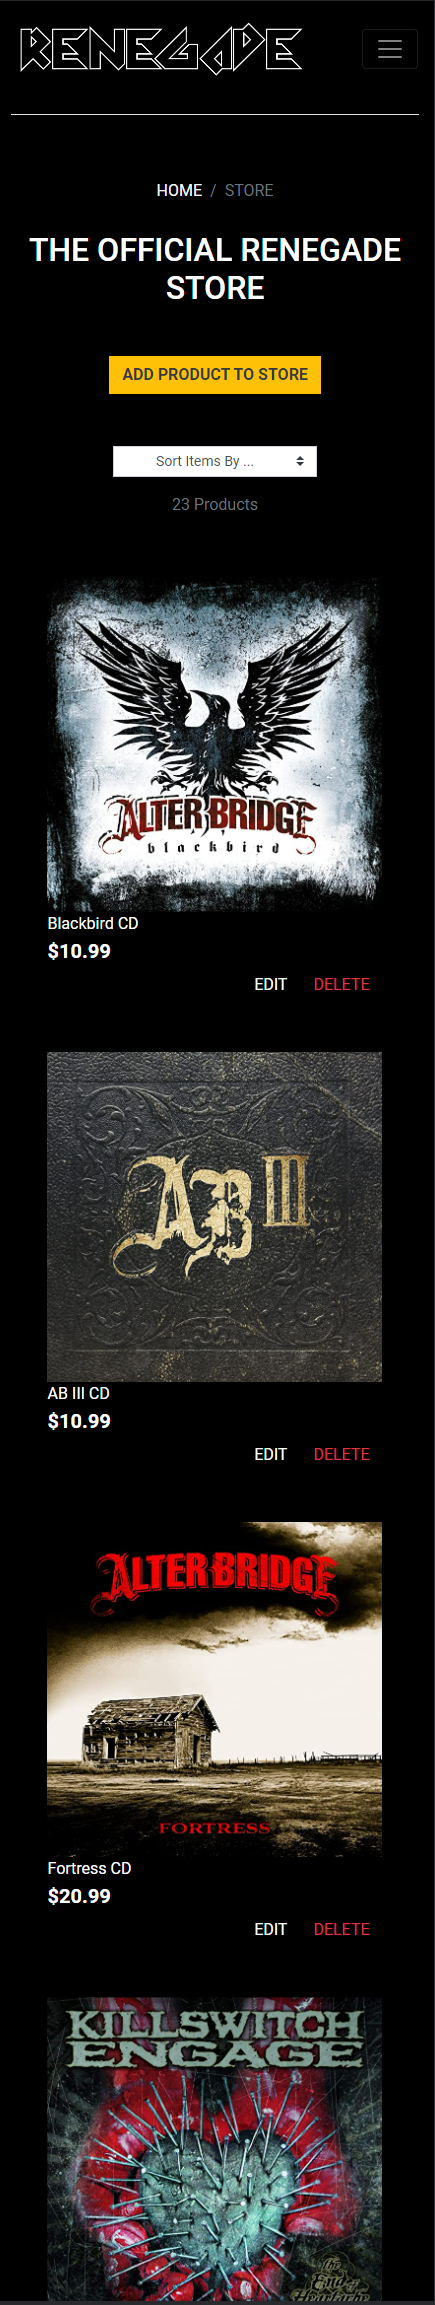 RENEGADE
HOME / STORE
THE OFFICIAL RENEGADE
STORE
ADD PRODUCT TO STORE
Sort Items By ...
23 Products
ALTER BRIDGE
blackbird
Blackbird CD
$10.99
EDIT DELETE
AB III
AB III CD
$10.99
EDIT DELETE
ALTER BRIDGE
FORTRESS
Fortress CD
$20.99
EDIT DELETE
KILLSWITCH
ENGAGE
The
End of
Heartache